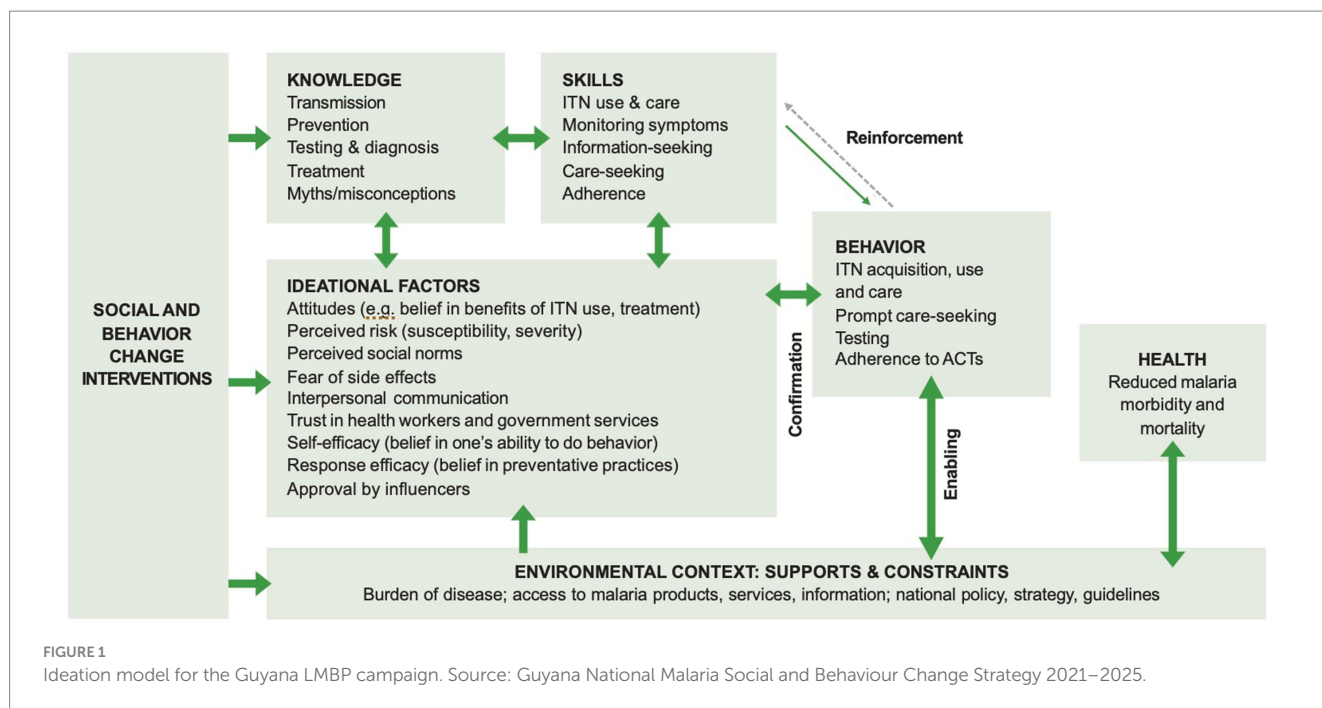 SOCIAL AND
BEHAVIOR
CHANGE
INTERVENTIONS
KNOWLEDGE
Transmission
Prevention
Testing & diagnosis
Treatment
Myths/misconceptions
SKILLS
ITN use & care
Monitoring symptoms
Information-seeking
Care-seeking
Adherence
Reinforcement
IDEATIONAL FACTORS
Attitudes (e.g. belief in benefits of ITN use, treatment)
Perceived risk (susceptibility, severity)
Perceived social norms
Fear of side effects
Interpersonal communication
Trust in health workers and government services
Self-efficacy (belief in one's ability to do behavior)
Response efficacy (belief in preventative practices)
Approval by influencers
Confirmation
BEHAVIOR
ITN acquisition, use
and care
Prompt care-seeking
Testing
Adherence to ACTs
Enabling
HEALTH
Reduced malaria
morbidity and
mortality
ENVIRONMENTAL CONTEXT: SUPPORTS & CONSTRAINTS
Burden of disease; access to malaria products, services, information; national policy, strategy, guidelines
FIGURE 1
Ideation model for the Guyana LMBP campaign. Source: Guyana National Malaria Social and Behaviour Change Strategy 2021–2025.